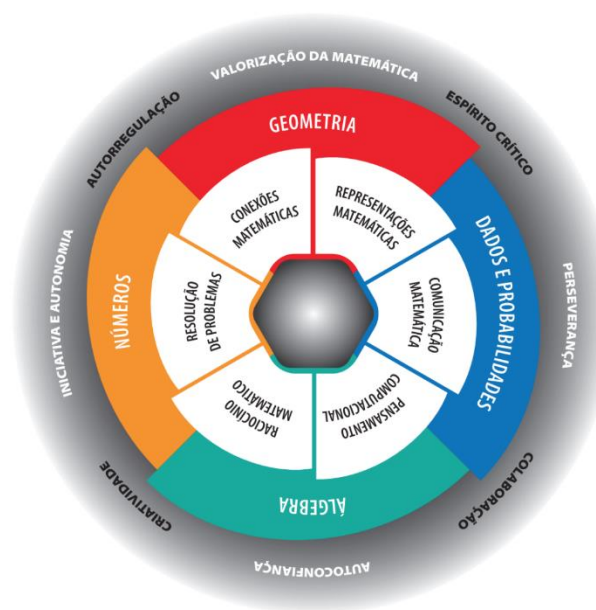 VALORIZAÇÃO DA MATEMÁTICA
ESPÍRITO CRÍTICO
PERSEVERANÇA
COLABORAÇÃO
AUTOCONFIANÇA
CRIATIVIDADE
INICIATIVA E AUTONOMIA
AUTORREGULAÇÃO
GEOMETRIA
DADOS E PROBABILIDADES
ÁLGEBRA
NÚMEROS
CONEXÕES
MATEMÁTICAS
REPRESENTAÇÕES
MATEMÁTICAS
COMUNICAÇÃO
MATEMÁTICA
PENSAMENTO
COMPUTACIONAL
RACIOCÍNIO
MATEMÁTICO
RESOLUÇÃO
DE PROBLEMAS